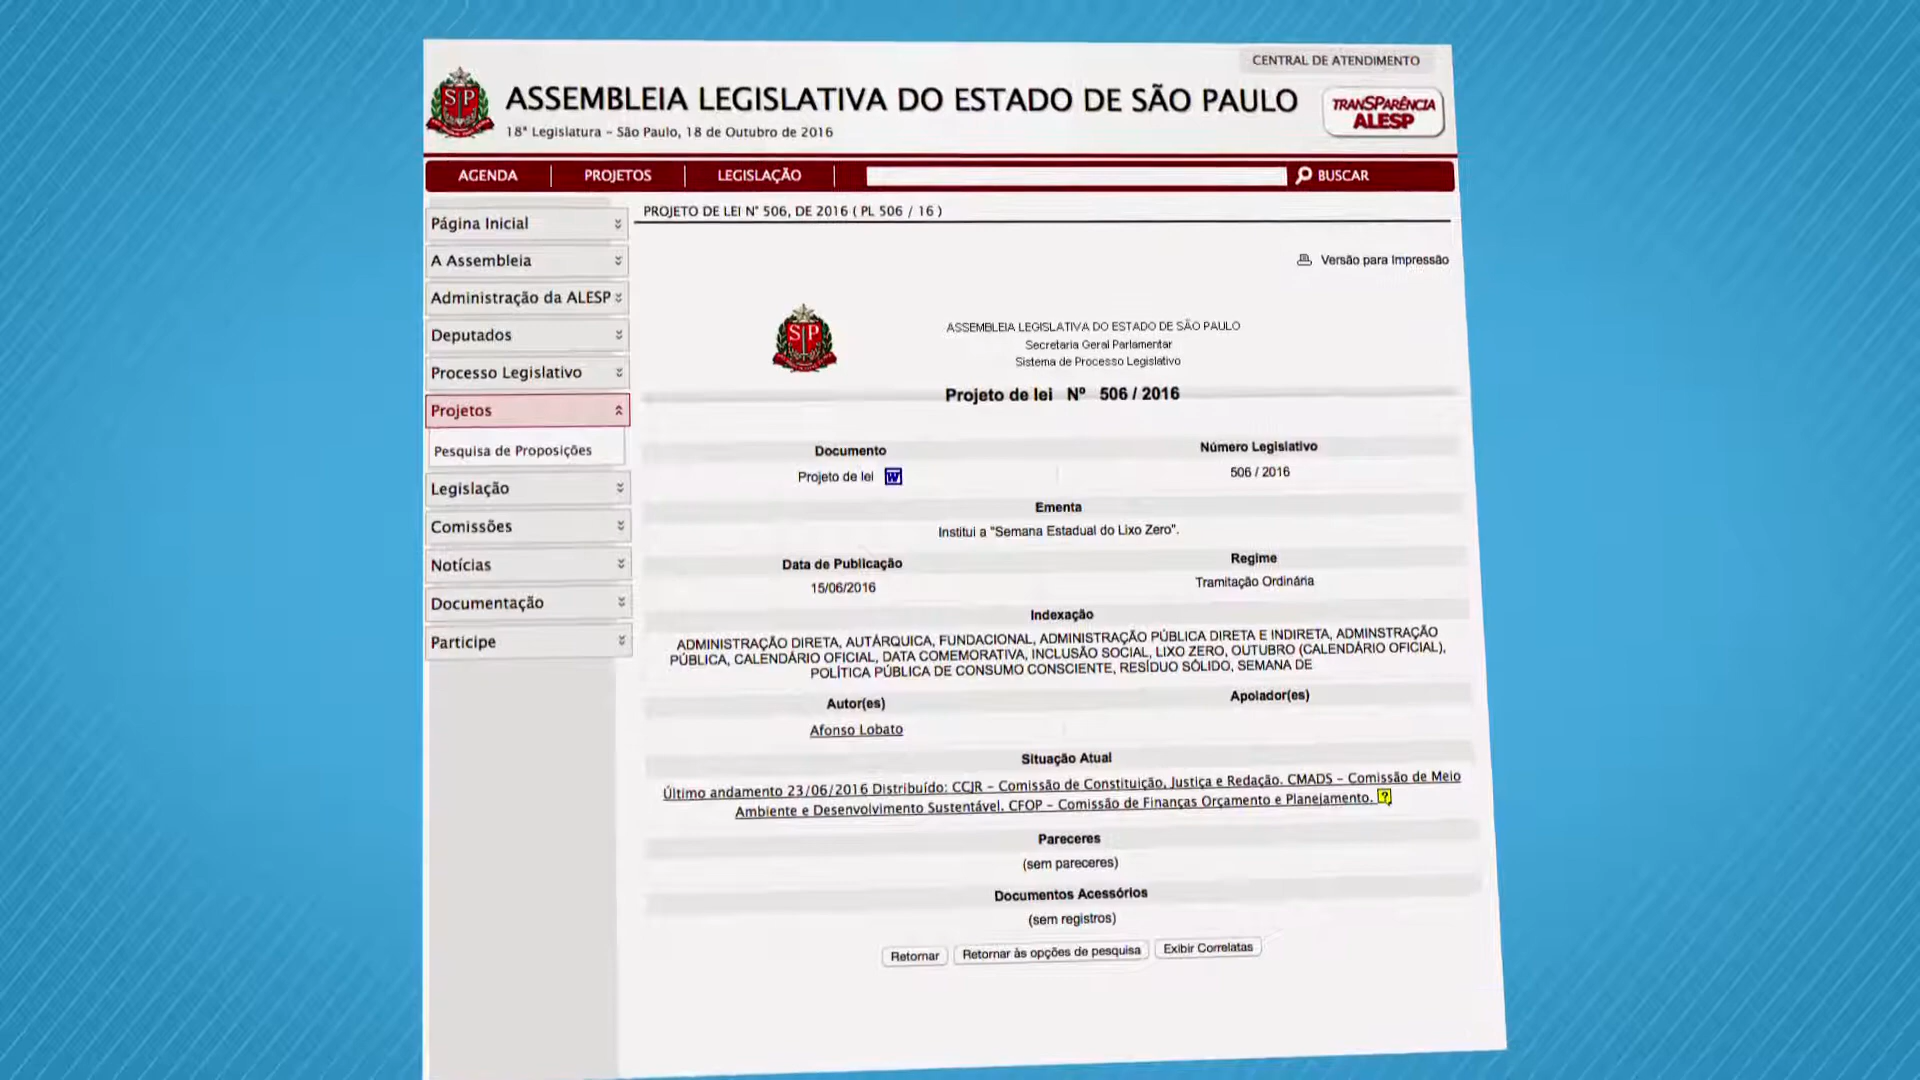 CENTRAL DE ATENDIMENTO
SP
ASSEMBLEIA LEGISLATIVA DO ESTADO DE SÃO PAULO
TRANSPARÊNCIA
ALESP
18ª Legislatura - São Paulo, 18 de Outubro de 2016
AGENDA
PROJETOS
LEGISLAÇÃO
BUSCAR
PROJETO DE LEI Nº 506, DE 2016 ( PL 506 / 16 )
Página Inicial
A Assembleia
Administração da ALESP
Deputados
Processo Legislativo
Projetos
Pesquisa de Proposições
Legislação
Comissões
Notícias
Documentação
Participe
Versão para Impressão
SP
ASSEMBLEIA LEGISLATIVA DO ESTADO DE SÃO PAULO
Secretaria Geral Parlamentar
Sistema de Processo Legislativo
Projeto de lei Nº 506 / 2016
Documento
Número Legislativo
Projeto de lei W
506 / 2016
Ementa
Institui a "Semana Estadual do Lixo Zero".
Data de Publicação
Regime
15/06/2016
Tramitação Ordinária
Indexação
ADMINISTRAÇÃO DIRETA, AUTÁRQUICA, FUNDACIONAL, ADMINISTRAÇÃO PÚBLICA DIRETA E INDIRETA, ADMINSTRAÇÃO
PÚBLICA, CALENDÁRIO OFICIAL, DATA COMEMORATIVA, INCLUSÃO SOCIAL, LIXO ZERO, OUTUBRO (CALENDÁRIO OFICIAL),
POLÍTICA PÚBLICA DE CONSUMO CONSCIENTE, RESÍDUO SÓLIDO, SEMANA DE
Autor(es)
Apoiador(es)
Afonso Lobato
Situação Atual
Último andamento 23/06/2016 Distribuído: CCJR - Comissão de Constituição, Justiça e Redação. CMADS - Comissão de Meio
Ambiente e Desenvolvimento Sustentável. CFOP - Comissão de Finanças Orçamento e Planejamento. ?
Pareceres
(sem pareceres)
Documentos Acessórios
(sem registros)
Retornar
Retornar às opções de pesquisa
Exibir Correlatas